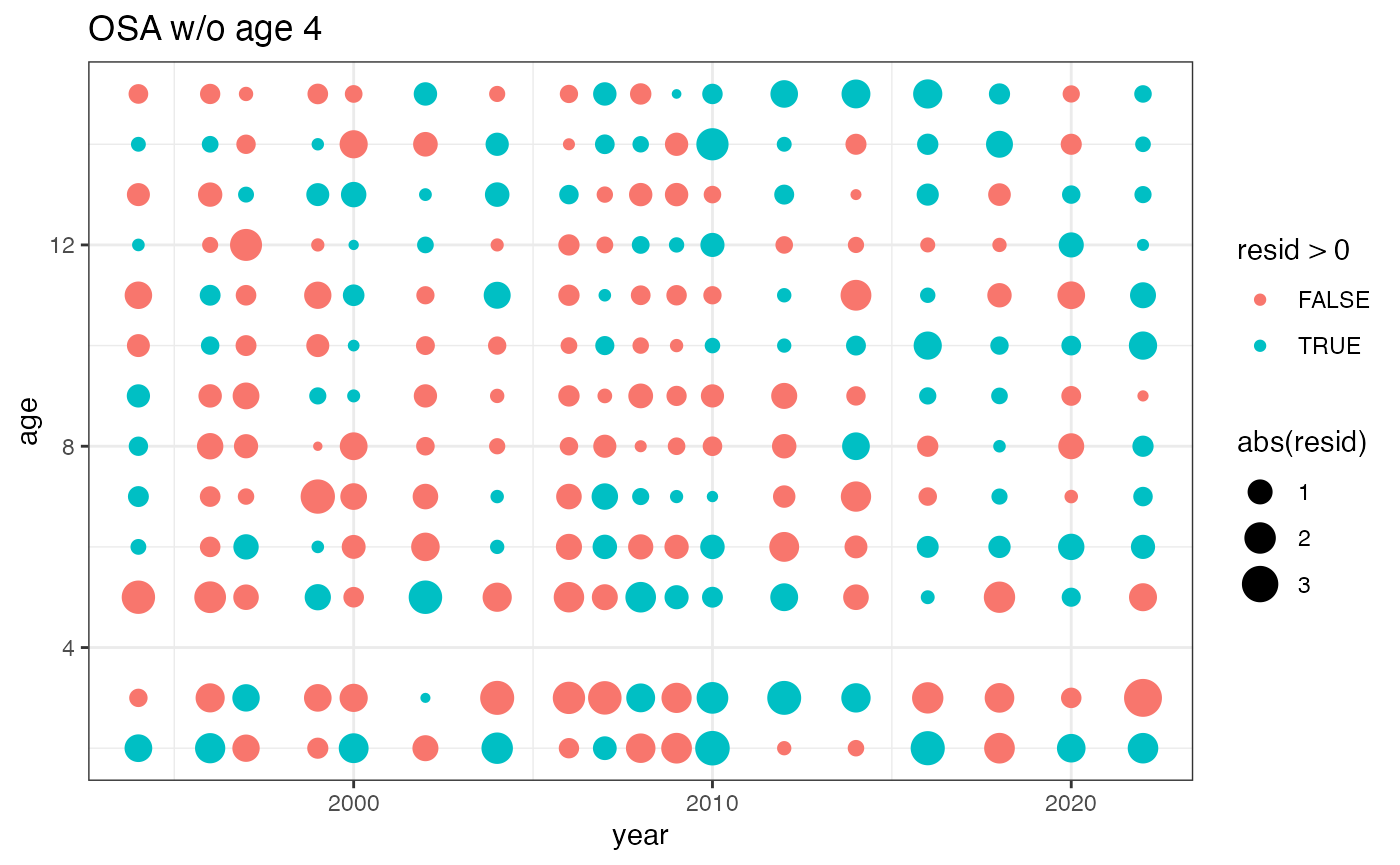 OSA w/o age 4
age
12
8
4
2000
2010
2020
year
resid > 0
FALSE
TRUE
abs(resid)
1
2
3